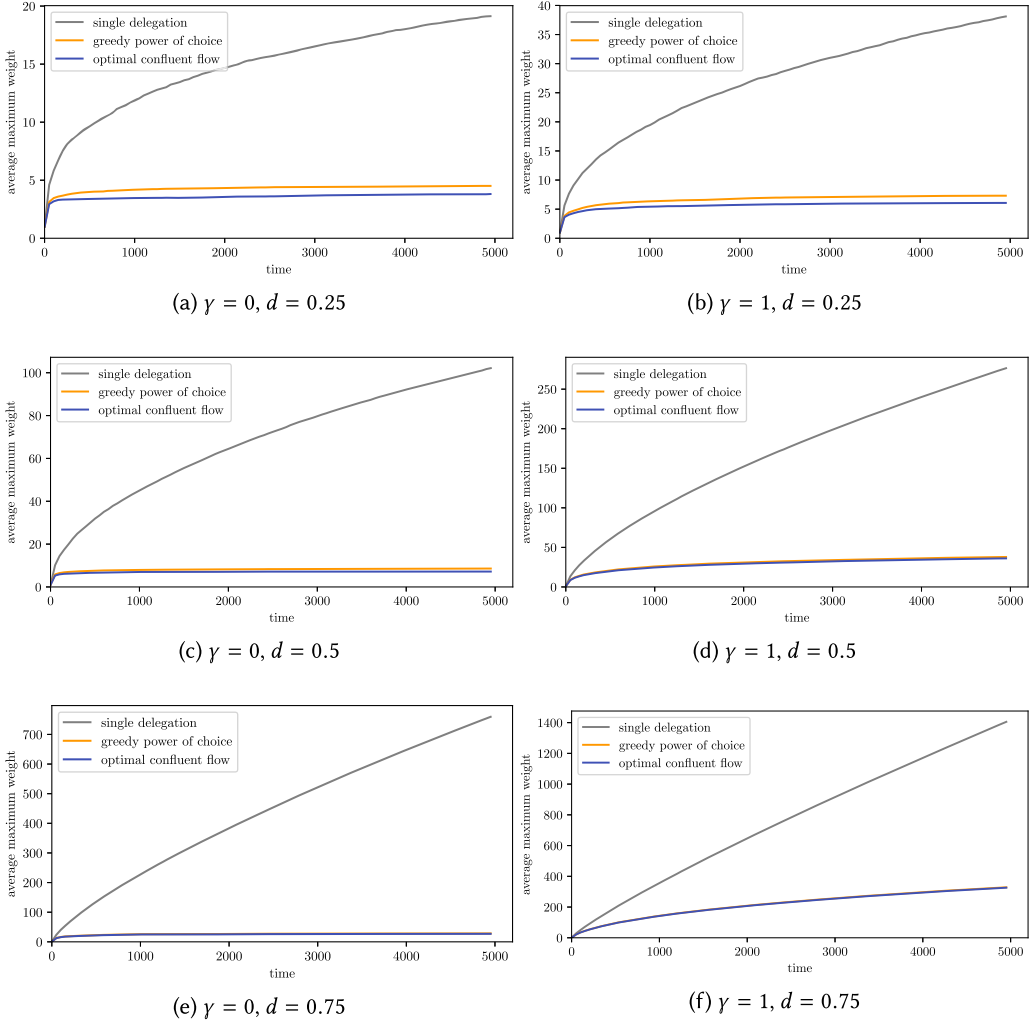 single delegation
greedy power of choice
optimal confluent flow
average maximum weight
20
15
10
5
0
0 1000 2000 3000 4000 5000
time
(a) γ = 0, d = 0.25
single delegation
greedy power of choice
optimal confluent flow
average maximum weight
40
35
30
25
20
15
10
5
0
0 1000 2000 3000 4000 5000
time
(b) γ = 1, d = 0.25
single delegation
greedy power of choice
optimal confluent flow
average maximum weight
100
80
60
40
20
0
0 1000 2000 3000 4000 5000
time
(c) γ = 0, d = 0.5
single delegation
greedy power of choice
optimal confluent flow
average maximum weight
250
200
150
100
50
0
0 1000 2000 3000 4000 5000
time
(d) γ = 1, d = 0.5
single delegation
greedy power of choice
optimal confluent flow
average maximum weight
700
600
500
400
300
200
100
0
0 1000 2000 3000 4000 5000
time
(e) γ = 0, d = 0.75
single delegation
greedy power of choice
optimal confluent flow
average maximum weight
1400
1200
1000
800
600
400
200
0
0 1000 2000 3000 4000 5000
time
(f) γ = 1, d = 0.75